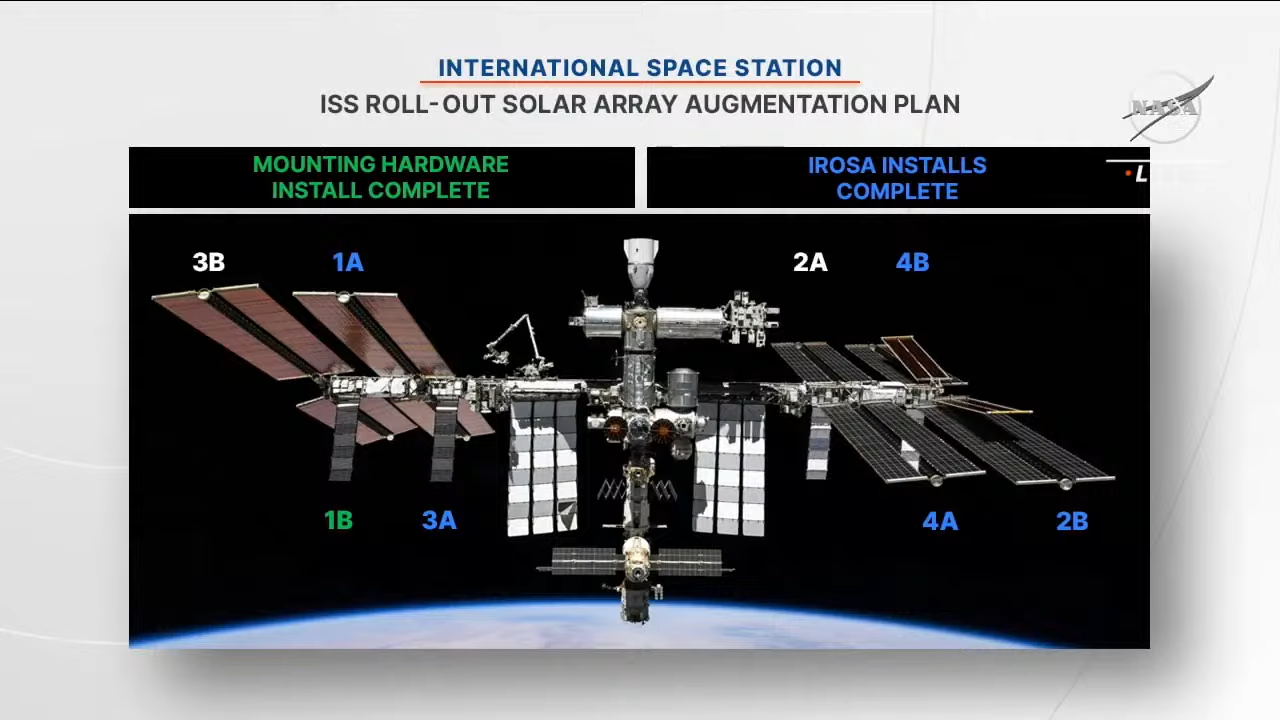 INTERNATIONAL SPACE STATION
ISS ROLL-OUT SOLAR ARRAY AUGMENTATION PLAN
NASA
MOUNTING HARDWARE
INSTALL COMPLETE
IROSA INSTALLS
COMPLETE
L
3B 1A 2A 4B
1B 3A 4A 2B